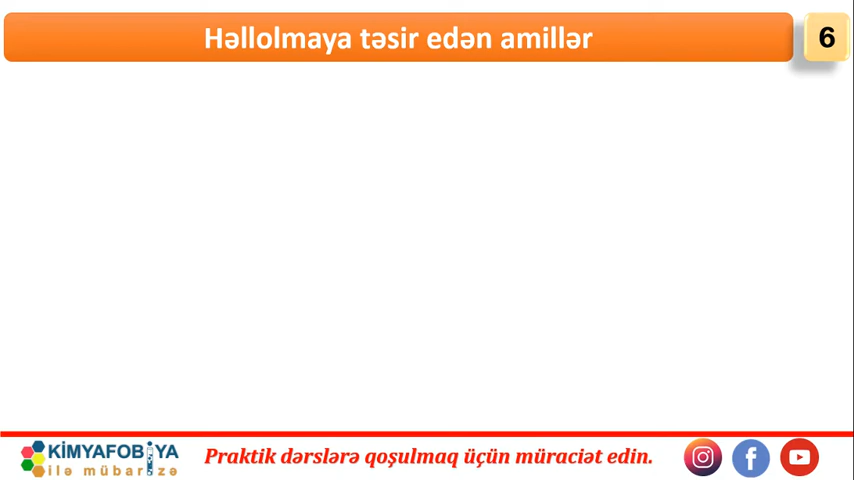 Həllolmaya təsir edən amillər
6
KİMYAFOBİYA
ilə mübarizə
Praktik dərslərə qoşulmaq üçün müraciət edin.